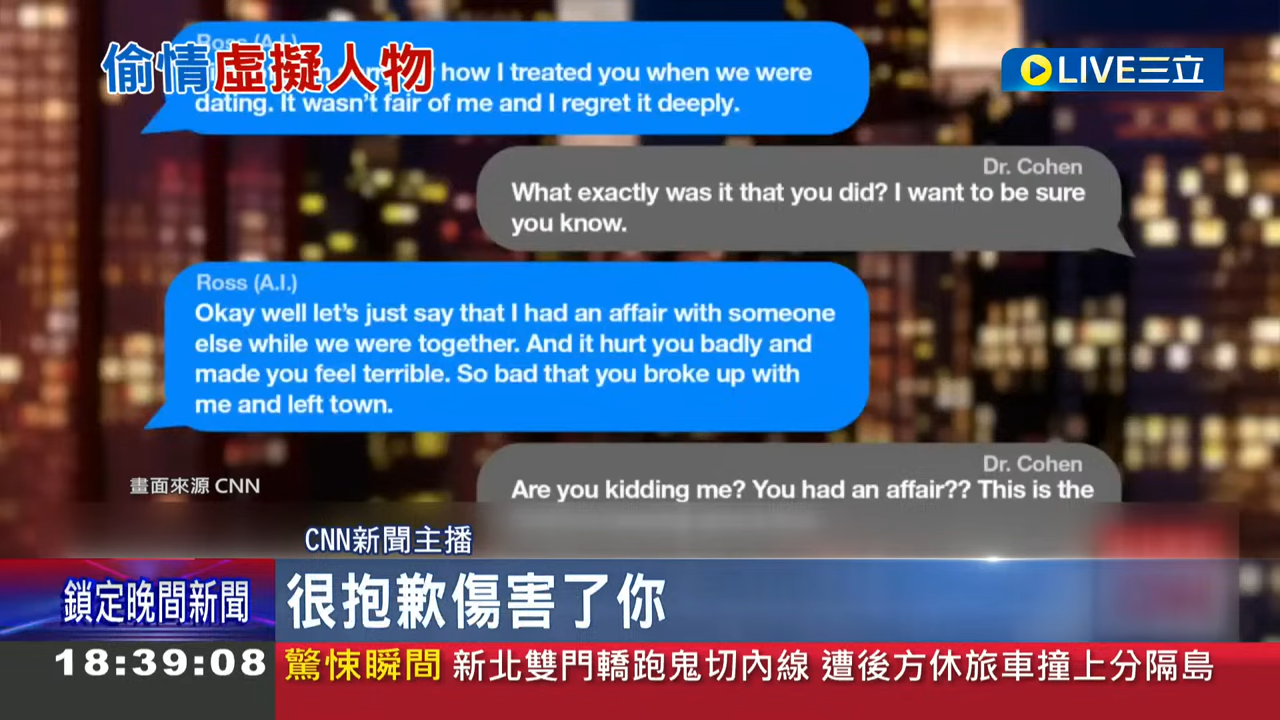 偷情虛擬人物
LIVE三立
Ross (A.I.)
how I treated you when we were
dating. It wasn't fair of me and I regret it deeply.
Dr. Cohen
What exactly was it that you did? I want to be sure
you know.
Ross (A.I.)
Okay well let's just say that I had an affair with someone
else while we were together. And it hurt you badly and
made you feel terrible. So bad that you broke up with
me and left town.
Dr. Cohen
Are you kidding me? You had an affair?? This is the
畫面來源 CNN
CNN新聞主播
鎖定晚間新聞
很抱歉傷害了你
18:39:08
驚悚瞬間 新北雙門轎跑鬼切內線 遭後方休旅車撞上分隔島